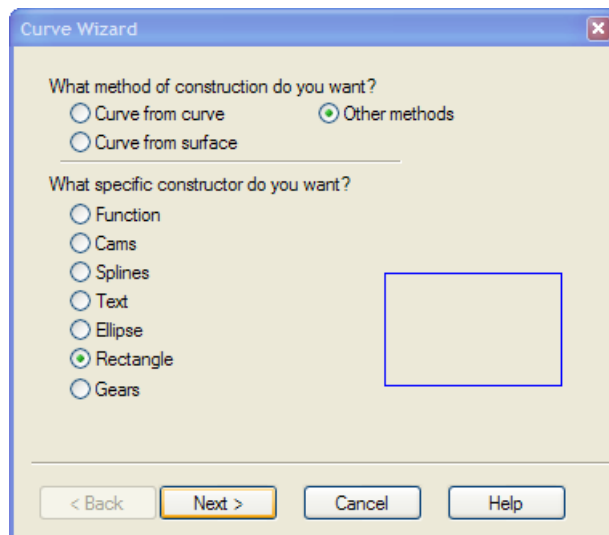 Curve Wizard
What method of construction do you want?
Curve from curve Other methods
Curve from surface
What specific constructor do you want?
Function
Cams
Splines
Text
Ellipse
Rectangle
Gears
< Back Next > Cancel Help